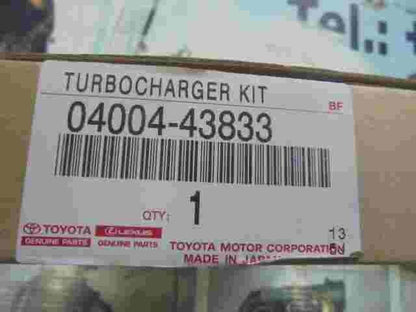 Tel.:
TURBOCHARGER KIT
BF
04004-43833
QTY: 1
TOYOTA LEXUS
GENUINE PARTS GENUINE PARTS
13
TOYOTA MOTOR CORPORATION
MADE IN JAPAN